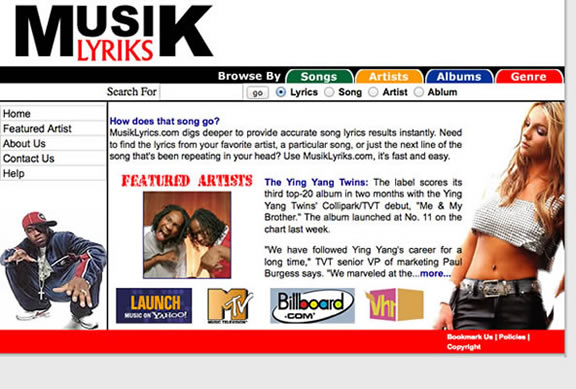 MUSIK
LYRIKS
Browse By Songs Artists Albums Genre
Search For go Lyrics Song Artist Ablum
Home
Featured Artist
About Us
Contact Us
Help
How does that song go?
MusikLyrics.com digs deeper to provide accurate song lyrics results instantly. Need
to find the lyrics from your favorite artist, a particular song, or just the next line of
the song that's been repeating in your head? Use MusikLyriks.com, it's fast and easy.
FEATURED ARTISTS
The Ying Yang Twins: The label scores its
third top-20 album in two months with the Ying
Yang Twins' Collipark/TVT debut, "Me & My
Brother." The album launched at No. 11 on the
chart last week.
"We have followed Ying Yang's career for a
long time," TVT senior VP of marketing Paul
Burgess says. "We marveled at the...more...
LAUNCH
MUSIC ON YAHOO!
MTV
MUSIC TELEVISION
Billboard
.COM
VH1
Bookmark Us | Policies |
Copyright